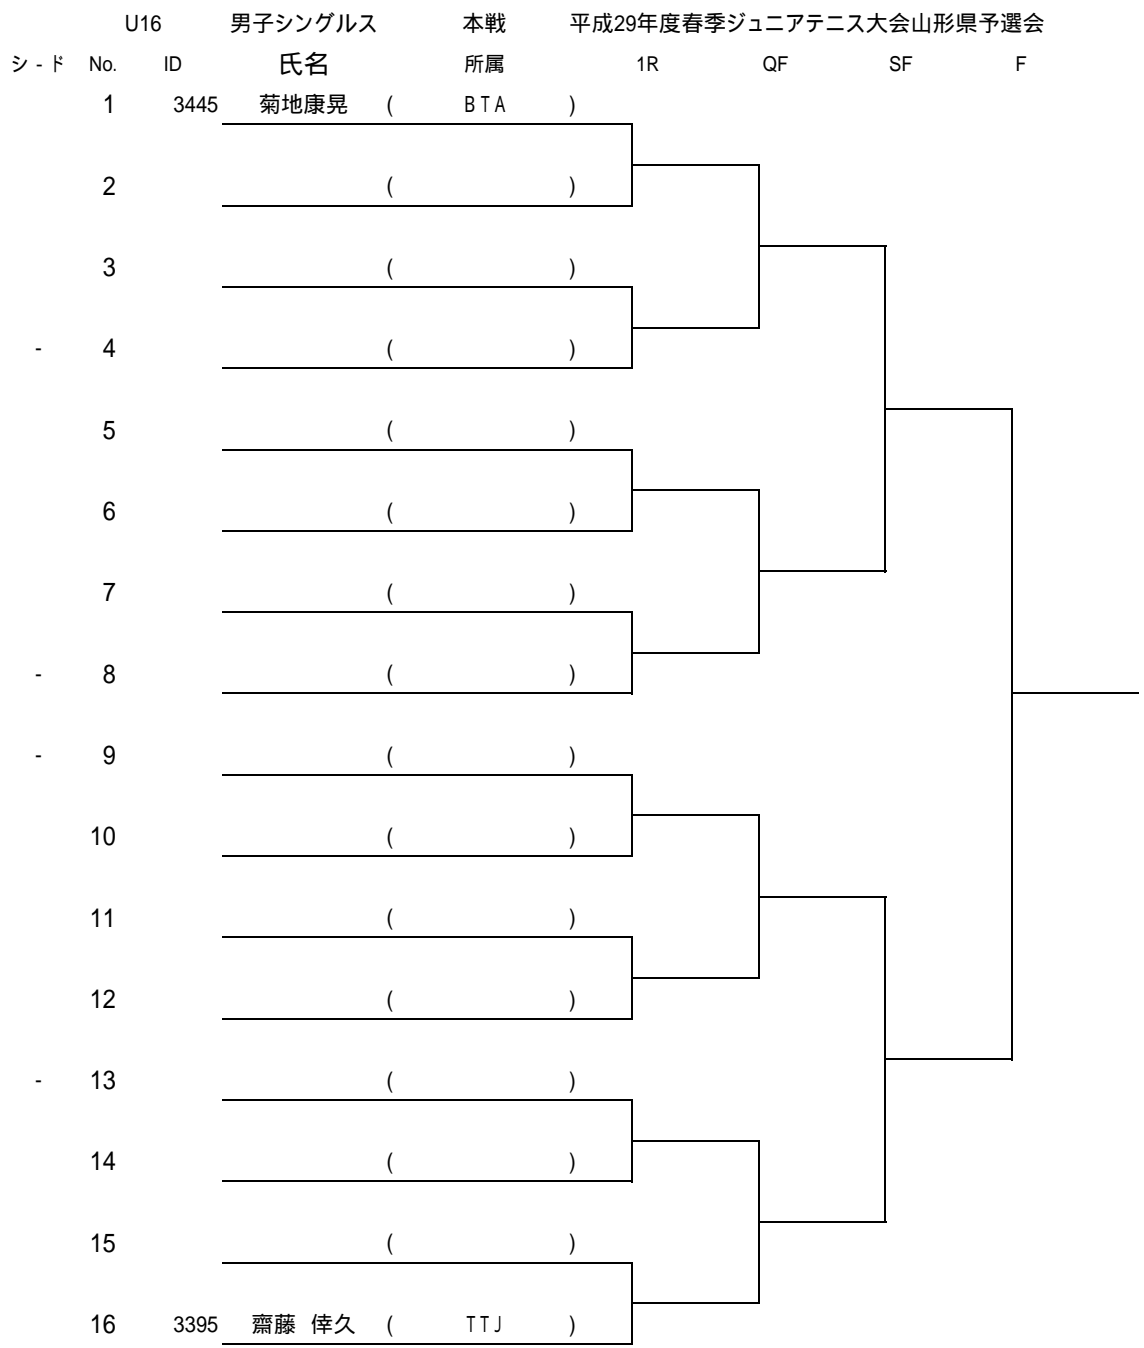 U16 男子シングルス 本戦 平成29年度春季ジュニアテニス大会山形県予選会
シ-ド No. ID 氏名 所属 1R QF SF F
1 3445 菊地康晃 ( BTA )
2 ( )
3 ( )
- 4 ( )
5 ( )
6 ( )
7 ( )
- 8 ( )
- 9 ( )
10 ( )
11 ( )
12 ( )
- 13 ( )
14 ( )
15 ( )
16 3395 齋藤 倖久 ( TTJ )